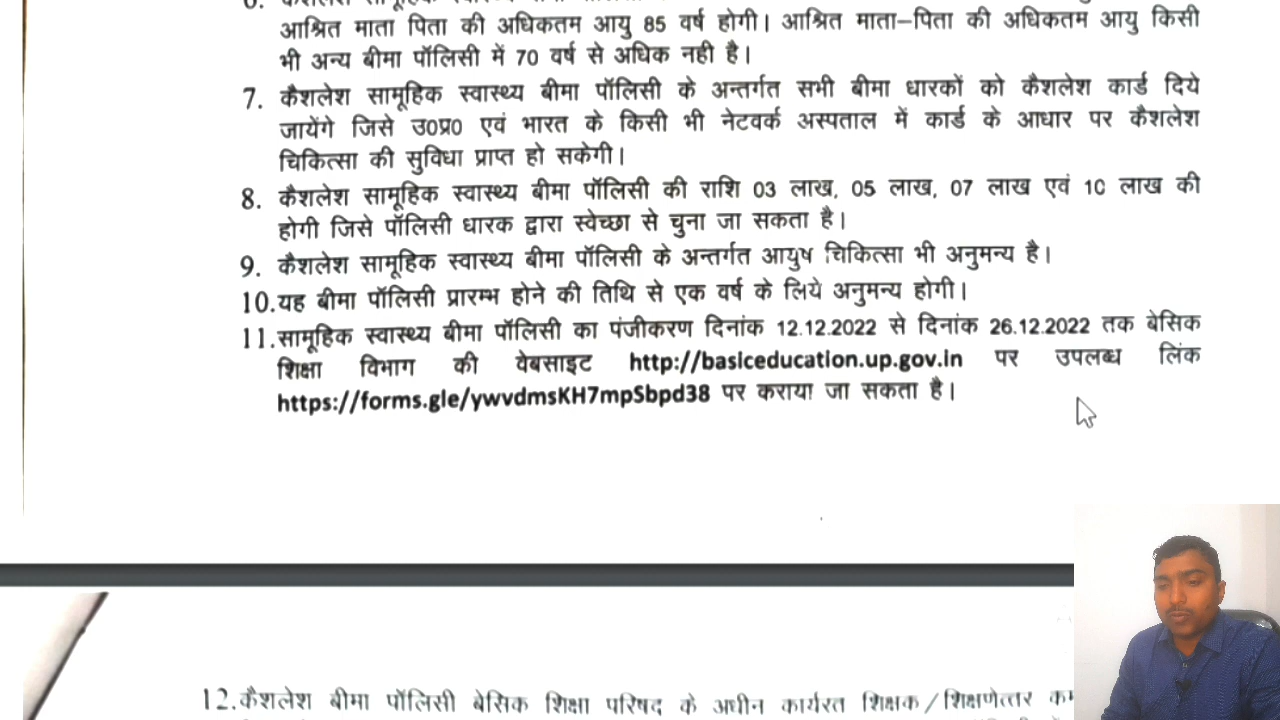 आश्रित माता पिता की अधिकतम आयु 85 वर्ष होगी। आश्रित माता–पिता की अधिकतम आयु किसी
भी अन्य बीमा पॉलिसी में 70 वर्ष से अधिक नही है।
7. कैशलेश सामूहिक स्वास्थ्य बीमा पॉलिसी के अन्तर्गत सभी बीमा धारकों को कैशलेश कार्ड दिये
जायेंगे जिसे उ0प्र0 एवं भारत के किसी भी नेटवर्क अस्पताल में कार्ड के आधार पर कैशलेश
चिकित्सा की सुविधा प्राप्त हो सकेगी।
8. कैशलेश सामूहिक स्वास्थ्य बीमा पॉलिसी की राशि 03 लाख, 05 लाख, 07 लाख एवं 10 लाख की
होगी जिसे पॉलिसी धारक द्वारा स्वेच्छा से चुना जा सकता है।
9. कैशलेश सामूहिक स्वास्थ्य बीमा पॉलिसी के अन्तर्गत आयुष चिकित्सा भी अनुमन्य है।
10. यह बीमा पॉलिसी प्रारम्भ होने की तिथि से एक वर्ष के लिये अनुमन्य होगी।
11. सामूहिक स्वास्थ्य बीमा पॉलिसी का पंजीकरण दिनांक 12.12.2022 से दिनांक 26.12.2022 तक बेसिक
शिक्षा विभाग की वेबसाइट http://basiceducation.up.gov.in पर उपलब्ध लिंक
https://forms.gle/ywvdmsKH7mpSbpd38 पर कराया जा सकता है।
12. कैशलेश बीमा पॉलिसी बेसिक शिक्षा परिषद के अधीन कार्यरत शिक्षक/शिक्षणेत्तर